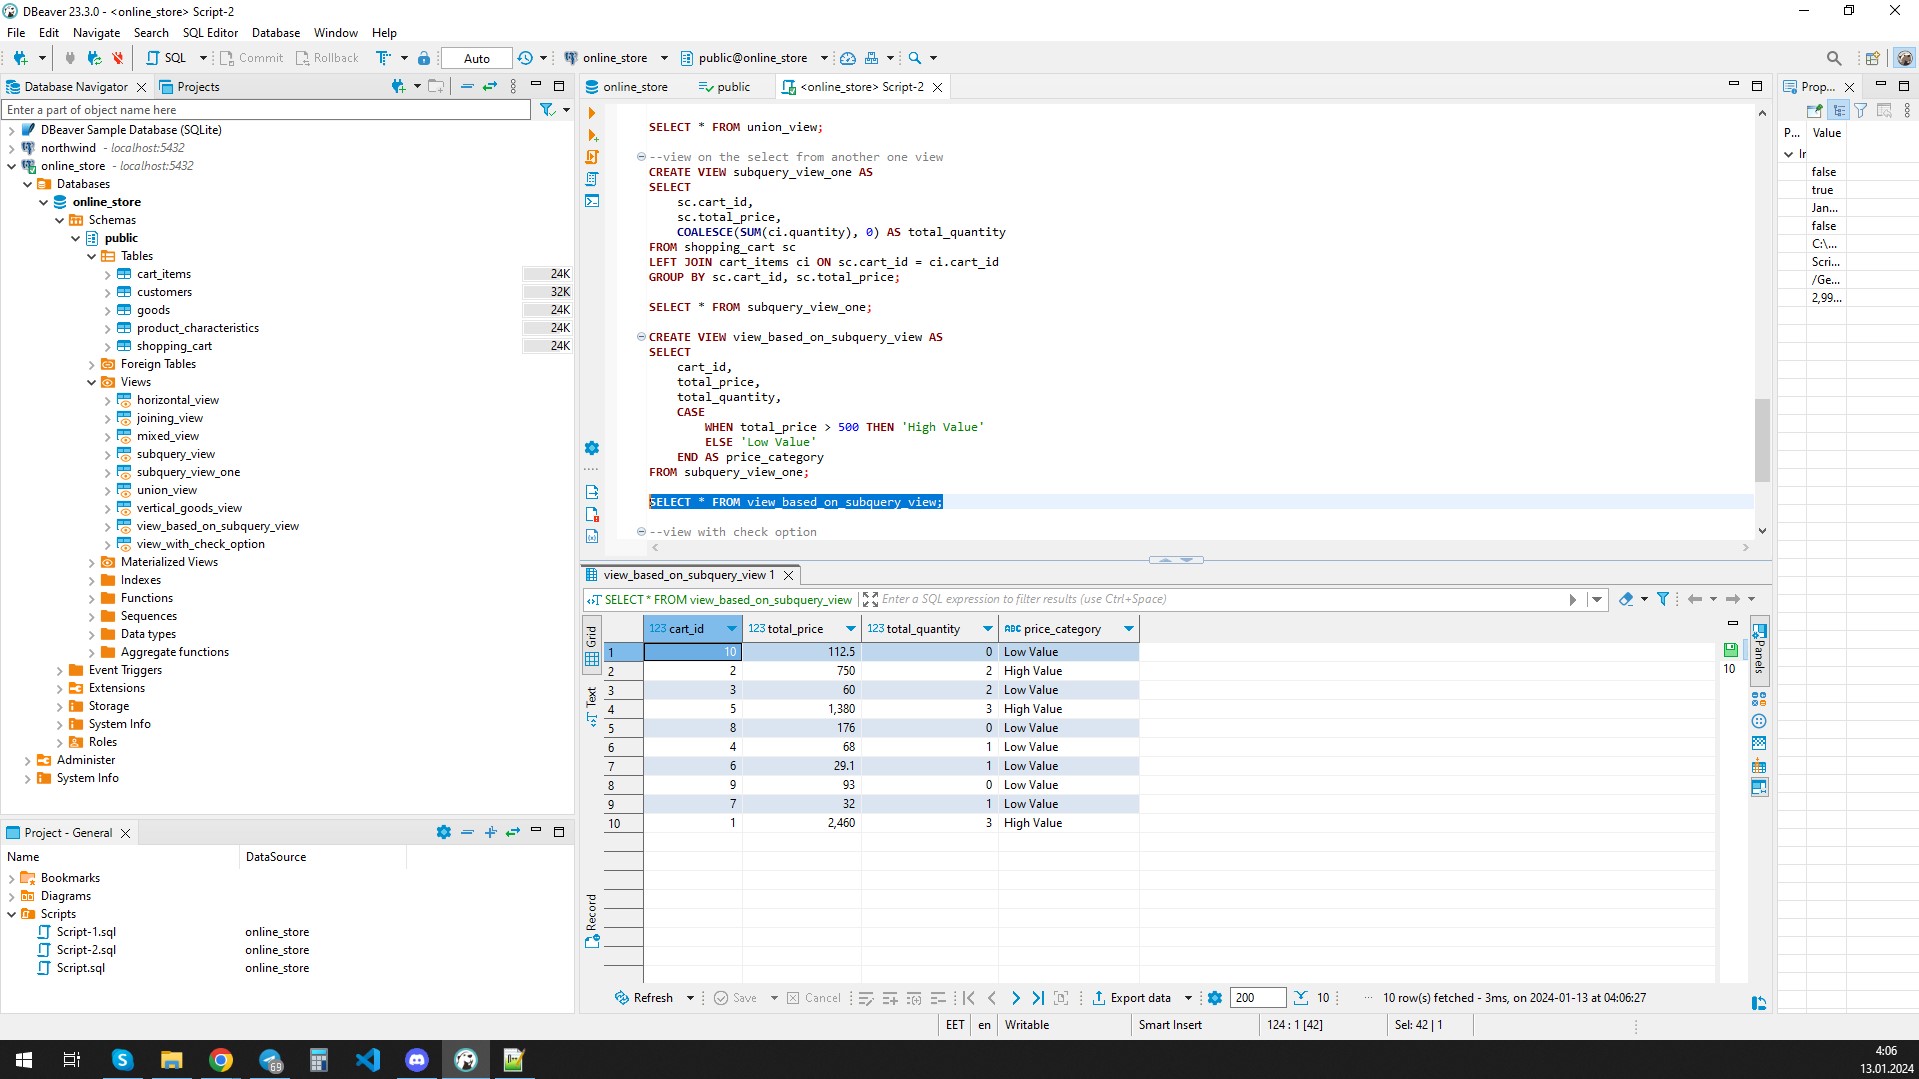 DBeaver 23.3.0 - <online_store> Script-2
File Edit Navigate Search SQL Editor Database Window Help
SQL Commit Rollback Auto online_store public@online_store
Database Navigator Projects
Enter a part of object name here
DBeaver Sample Database (SQLite)
northwind - localhost:5432
online_store - localhost:5432
Databases
online_store
Schemas
public
Tables
cart_items 24K
customers 32K
goods 24K
product_characteristics 24K
shopping_cart 24K
Foreign Tables
Views
horizontal_view
joining_view
mixed_view
subquery_view
subquery_view_one
union_view
vertical_goods_view
view_based_on_subquery_view
view_with_check_option
Materialized Views
Indexes
Functions
Sequences
Data types
Aggregate functions
Event Triggers
Extensions
Storage
System Info
Roles
Administer
System Info
Project - General
Name DataSource
Bookmarks
Diagrams
Scripts
Script-1.sql online_store
Script-2.sql online_store
Script.sql online_store
online_store public <online_store> Script-2
SELECT * FROM union_view;
--view on the select from another one view
CREATE VIEW subquery_view_one AS
SELECT
sc.cart_id,
sc.total_price,
COALESCE(SUM(ci.quantity), 0) AS total_quantity
FROM shopping_cart sc
LEFT JOIN cart_items ci ON sc.cart_id = ci.cart_id
GROUP BY sc.cart_id, sc.total_price;
SELECT * FROM subquery_view_one;
CREATE VIEW view_based_on_subquery_view AS
SELECT
cart_id,
total_price,
total_quantity,
CASE
WHEN total_price > 500 THEN 'High Value'
ELSE 'Low Value'
END AS price_category
FROM subquery_view_one;
SELECT * FROM view_based_on_subquery_view;
--view with check option
view_based_on_subquery_view 1
SELECT * FROM view_based_on_subquery_view Enter a SQL expression to filter results (use Ctrl+Space)
Grid
Text
Record
123 cart_id 123 total_price 123 total_quantity ABC price_category
1 10 112.5 0 Low Value
2 2 750 2 High Value
3 3 60 2 Low Value
4 5 1,380 3 High Value
5 8 176 0 Low Value
6 4 68 1 Low Value
7 6 29.1 1 Low Value
8 9 93 0 Low Value
9 7 32 1 Low Value
10 1 2,460 3 High Value
10
Panels
Refresh Save Cancel Export data 200 10 ... 10 row(s) fetched - 3ms, on 2024-01-13 at 04:06:27
EET en Writable Smart Insert 124 : 1 [42] Sel: 42 | 1
Prop...
P... Value
Ir
false
true
Jan...
false
C:\...
Scri...
/Ge...
2,99...
69
4:06
13.01.2024